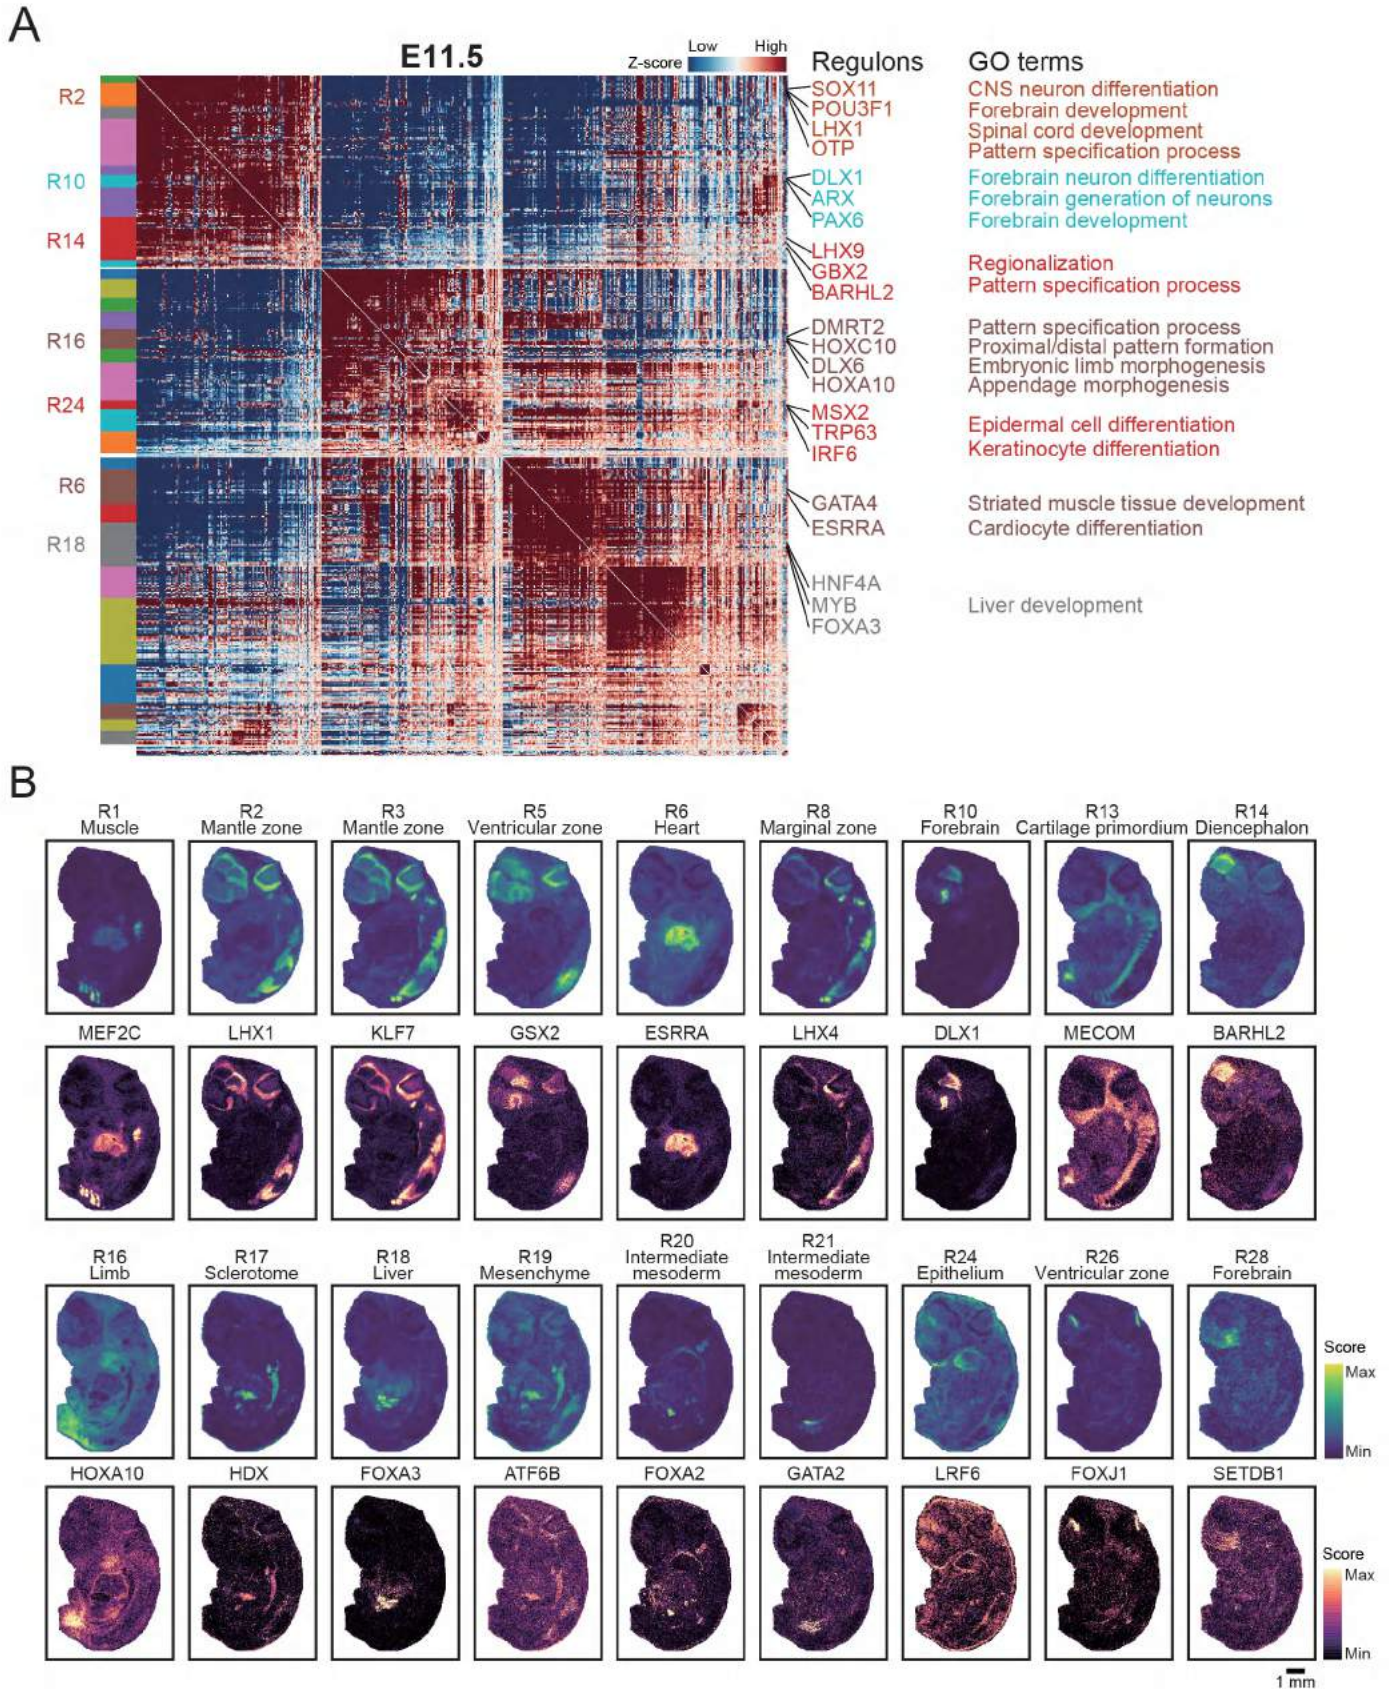 A
E11.5
Low High
Z-score
Regulons
GO terms
R2
SOX11
CNS neuron differentiation
POU3F1
Forebrain development
LHX1
Spinal cord development
OTP
Pattern specification process
R10
DLX1
Forebrain neuron differentiation
ARX
Forebrain generation of neurons
PAX6
Forebrain development
R14
LHX9
Regionalization
GBX2
Pattern specification process
BARHL2
R16
DMRT2
Pattern specification process
HOXC10
Proximal/distal pattern formation
DLX6
Embryonic limb morphogenesis
HOXA10
Appendage morphogenesis
R24
MSX2
Epidermal cell differentiation
TRP63
Keratinocyte differentiation
IRF6
R6
GATA4
Striated muscle tissue development
ESRRA
Cardiocyte differentiation
R18
HNF4A
MYB
Liver development
FOXA3
B
R1
Muscle
R2
Mantle zone
R3
Mantle zone
R5
Ventricular zone
R6
Heart
R8
Marginal zone
R10
Forebrain
R13
Cartilage primordium
R14
Diencephalon
MEF2C
LHX1
KLF7
GSX2
ESRRA
LHX4
DLX1
MECOM
BARHL2
R16
Limb
R17
Sclerotome
R18
Liver
R19
Mesenchyme
R20
Intermediate
mesoderm
R21
Intermediate
mesoderm
R24
Epithelium
R26
Ventricular zone
R28
Forebrain
Score
Max
Min
HOXA10
HDX
FOXA3
ATF6B
FOXA2
GATA2
LRF6
FOXJ1
SETDB1
Score
Max
Min
1 mm